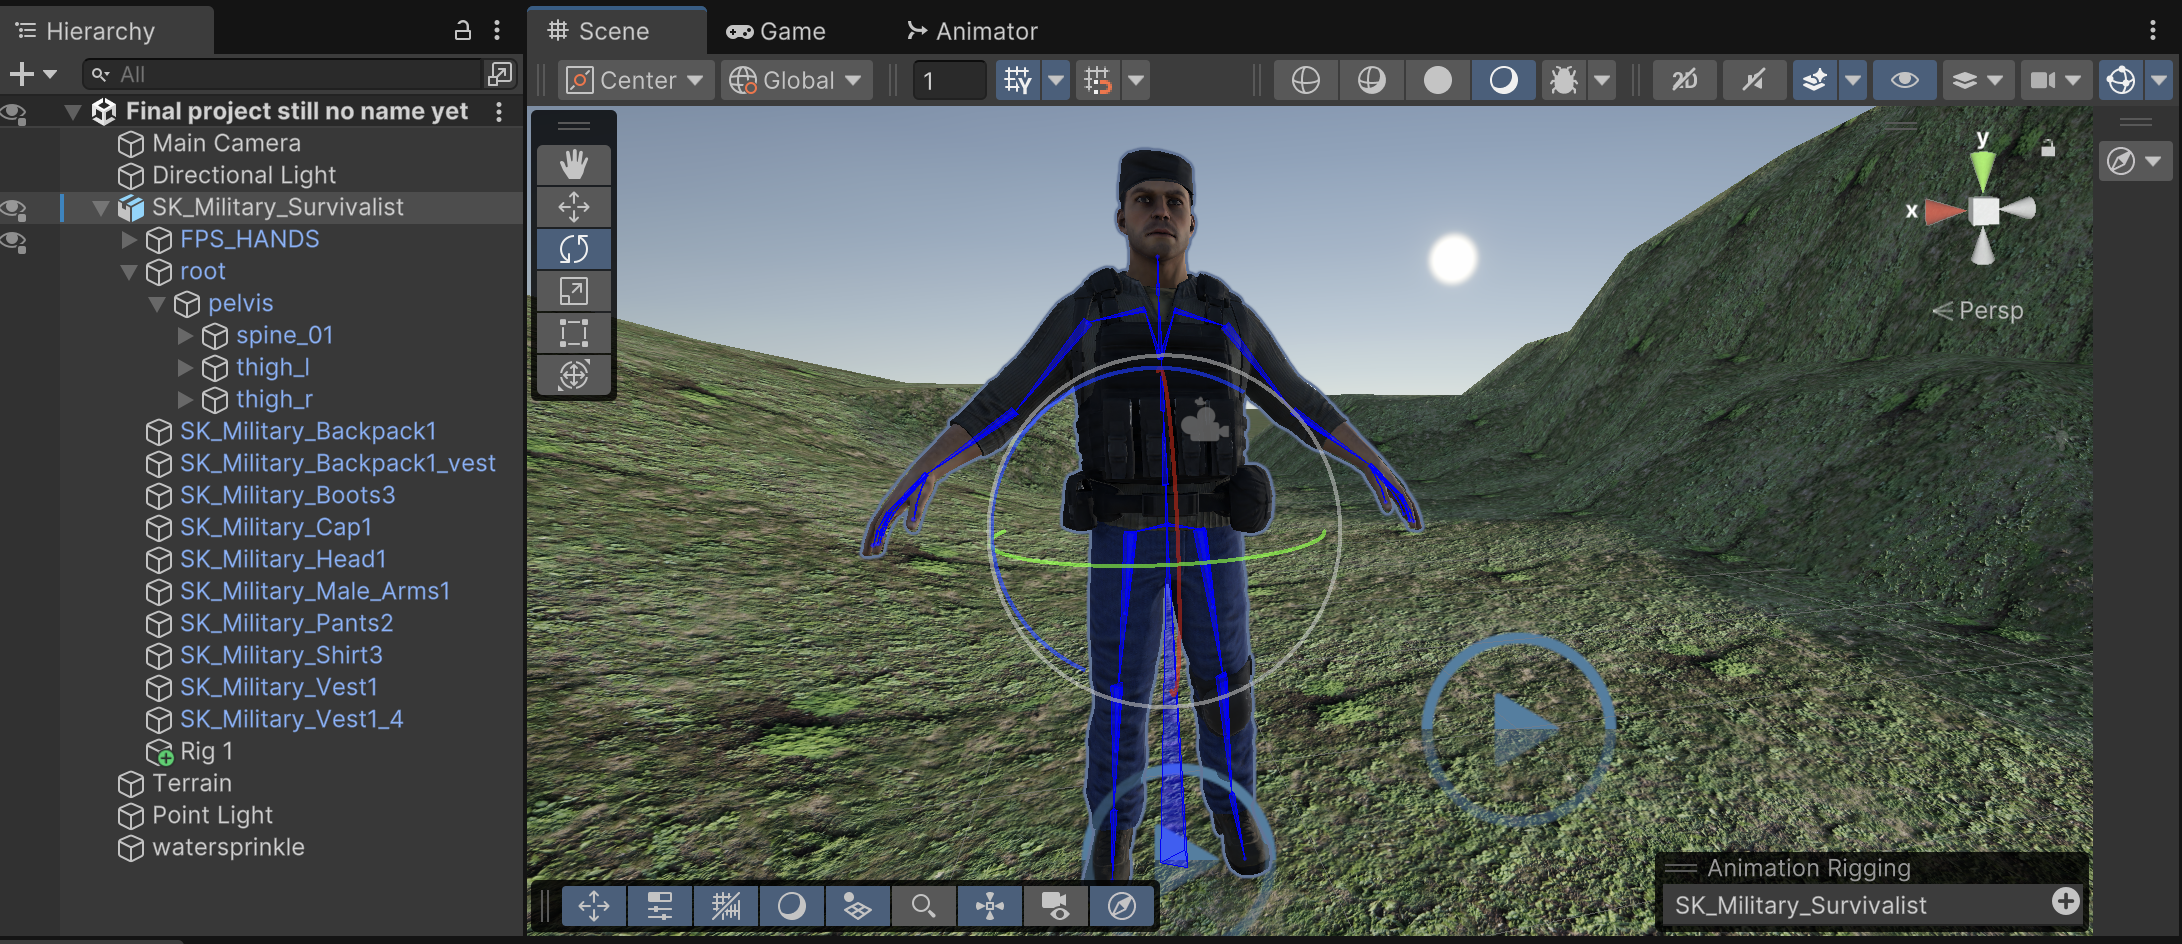 Hierarchy
All
Final project still no name yet
Main Camera
Directional Light
SK_Military_Survivalist
FPS_HANDS
root
pelvis
spine_01
thigh_l
thigh_r
SK_Military_Backpack1
SK_Military_Backpack1_vest
SK_Military_Boots3
SK_Military_Cap1
SK_Military_Head1
SK_Military_Male_Arms1
SK_Military_Pants2
SK_Military_Shirt3
SK_Military_Vest1
SK_Military_Vest1_4
Rig 1
Terrain
Point Light
watersprinkle
Scene Game Animator
Center Global 1 2D
y
x
Persp
Animation Rigging
SK_Military_Survivalist